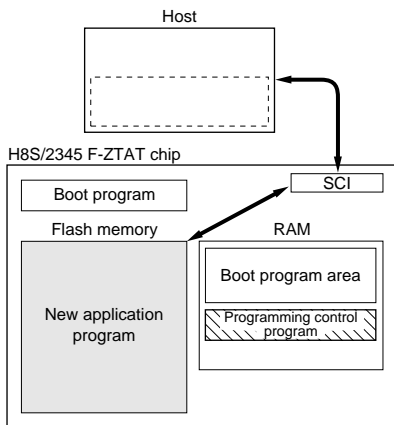 Host
H8S/2345 F-ZTAT chip
SCI
Boot program
Flash memory
RAM
Boot program area
New application
program
Programming control
program